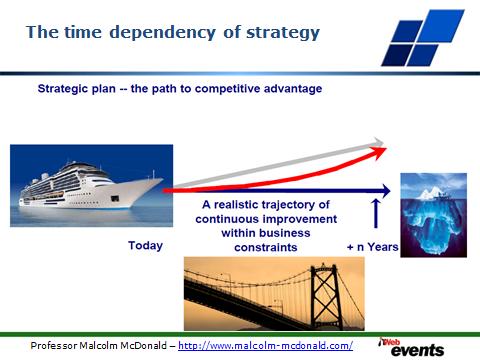 The time dependency of strategy
Strategic plan -- the path to competitive advantage
A realistic trajectory of
continuous improvement
within business
constraints
Today
+ n Years
Professor Malcolm McDonald – http://www.malcolm-mcdonald.com/
ITWeb
events